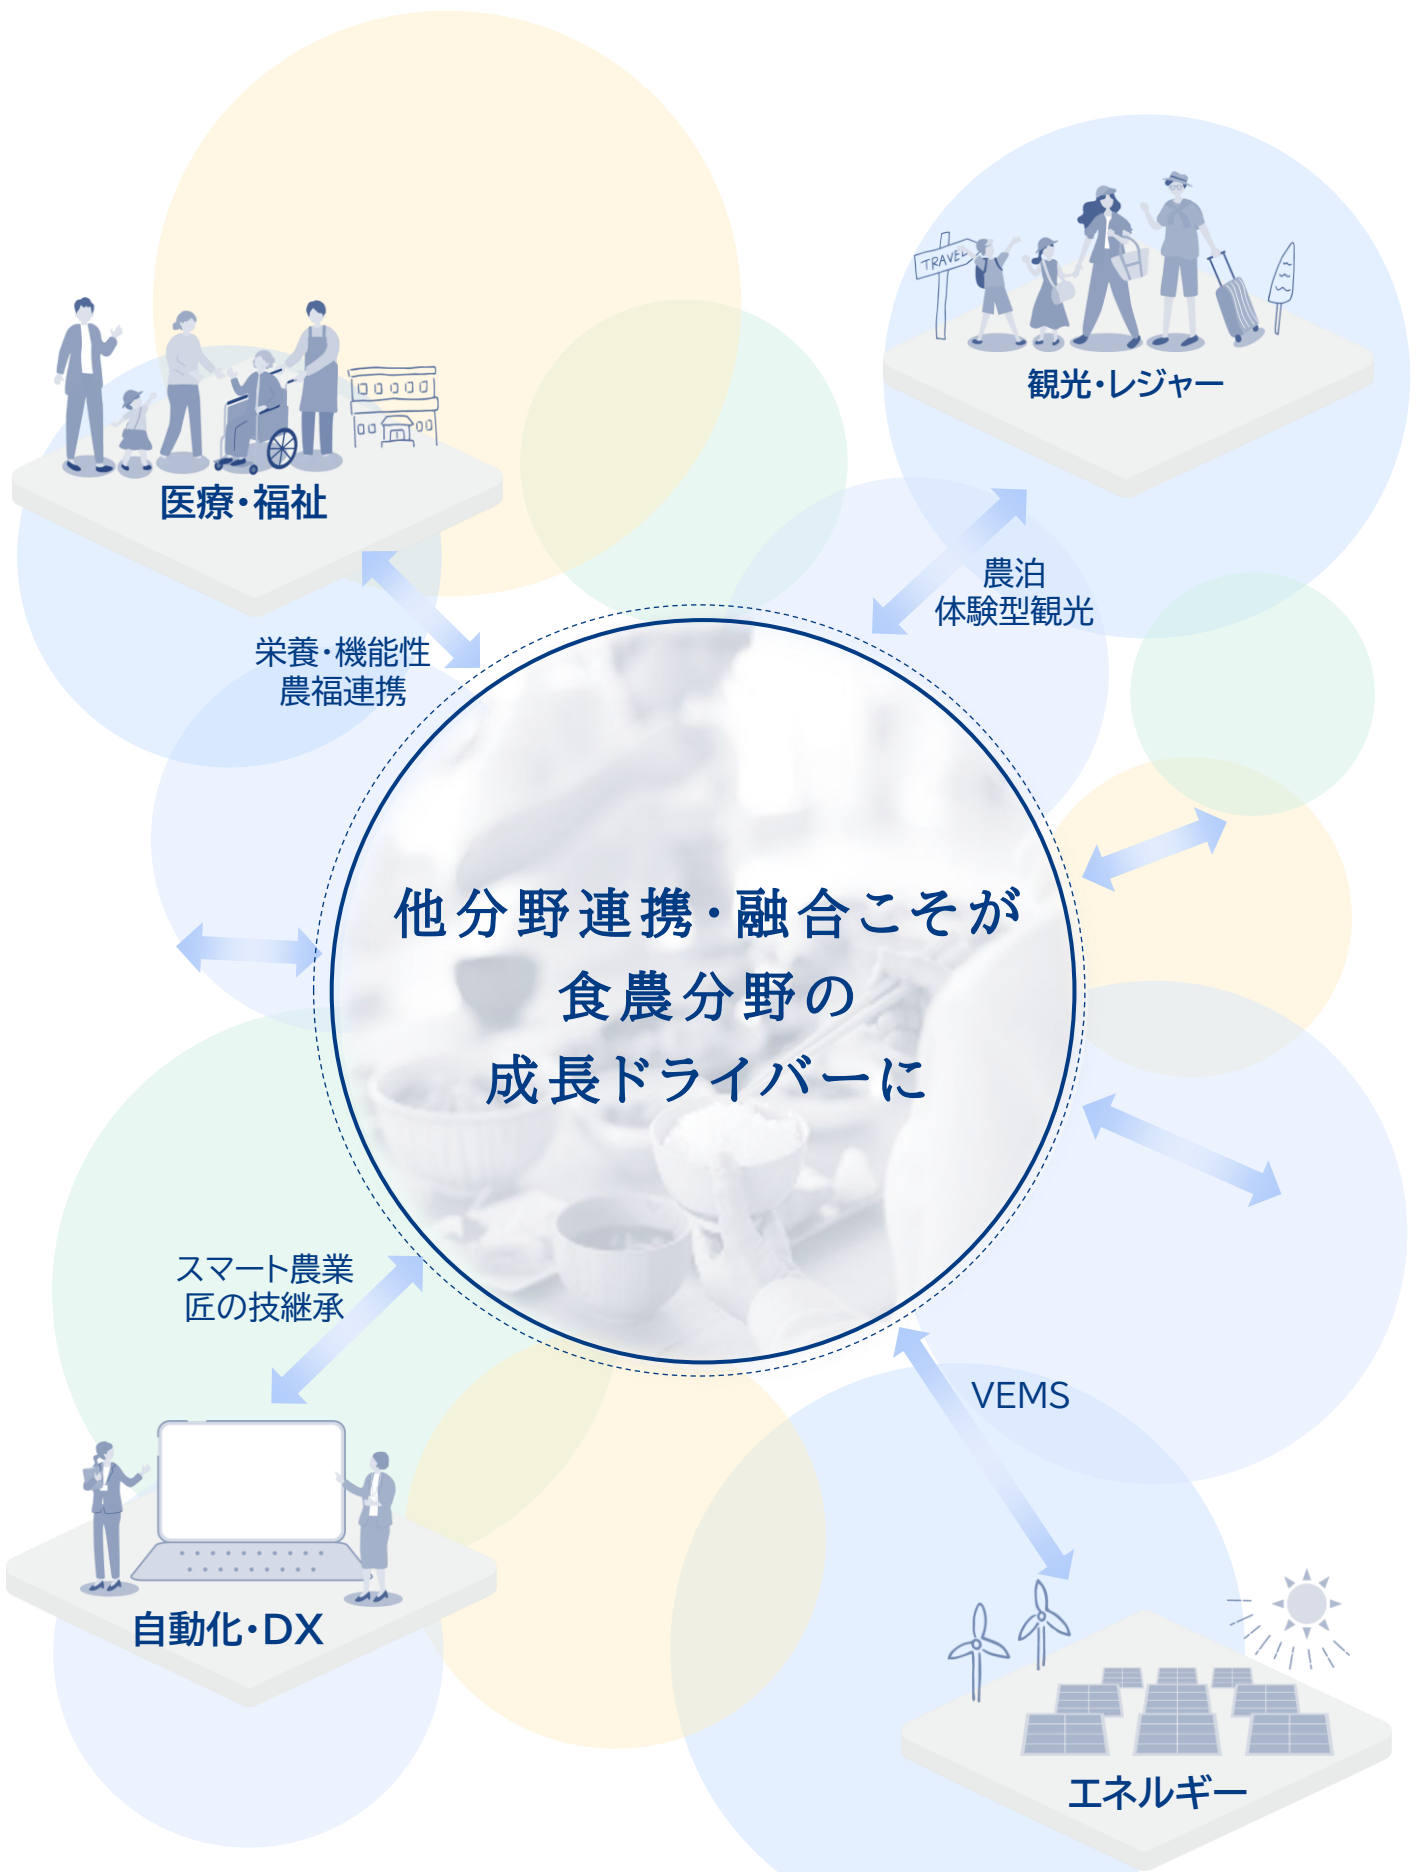 TRAVEL
観光・レジャー
医療・福祉
農泊
体験型観光
栄養・機能性
農福連携
他分野連携・融合こそが
食農分野の
成長ドライバーに
スマート農業
匠の技継承
VEMS
自動化・DX
エネルギー